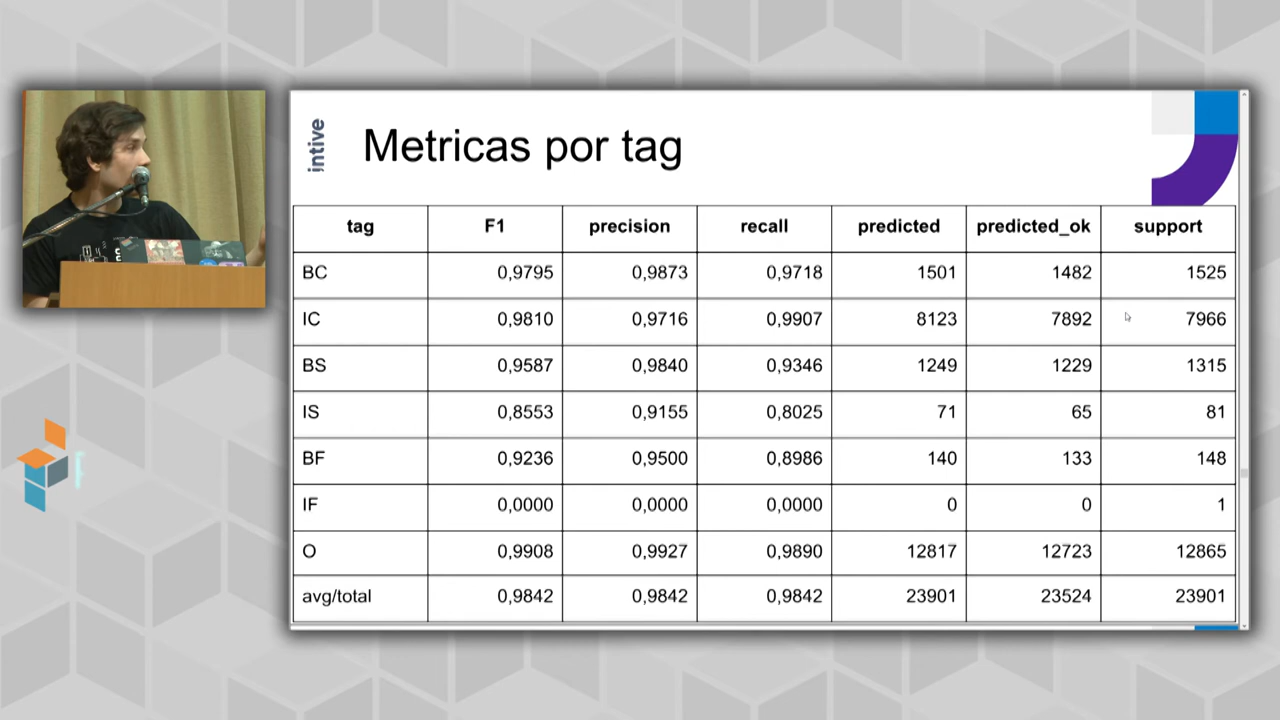 intive
Metricas por tag
tag F1 precision recall predicted predicted_ok support
BC 0,9795 0,9873 0,9718 1501 1482 1525
IC 0,9810 0,9716 0,9907 8123 7892 7966
BS 0,9587 0,9840 0,9346 1249 1229 1315
IS 0,8553 0,9155 0,8025 71 65 81
BF 0,9236 0,9500 0,8986 140 133 148
IF 0,0000 0,0000 0,0000 0 0 1
O 0,9908 0,9927 0,9890 12817 12723 12865
avg/total 0,9842 0,9842 0,9842 23901 23524 23901